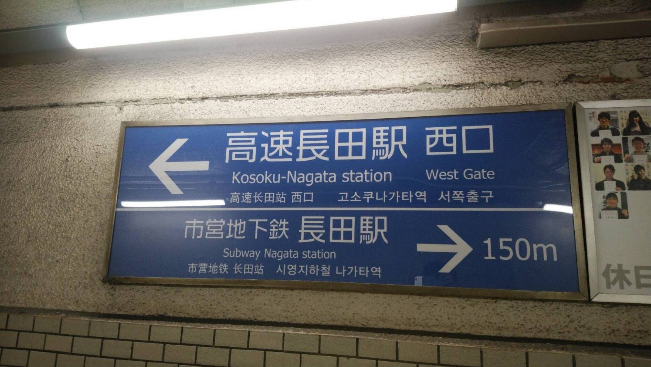 ← 高速長田駅 西口
Kosoku-Nagata station West Gate
高速长田站 西口 고소쿠나가타역 서쪽출구
市営地下鉄 長田駅 → 150m
Subway Nagata station
市营地铁 长田站 시영지하철 나가타역
休日